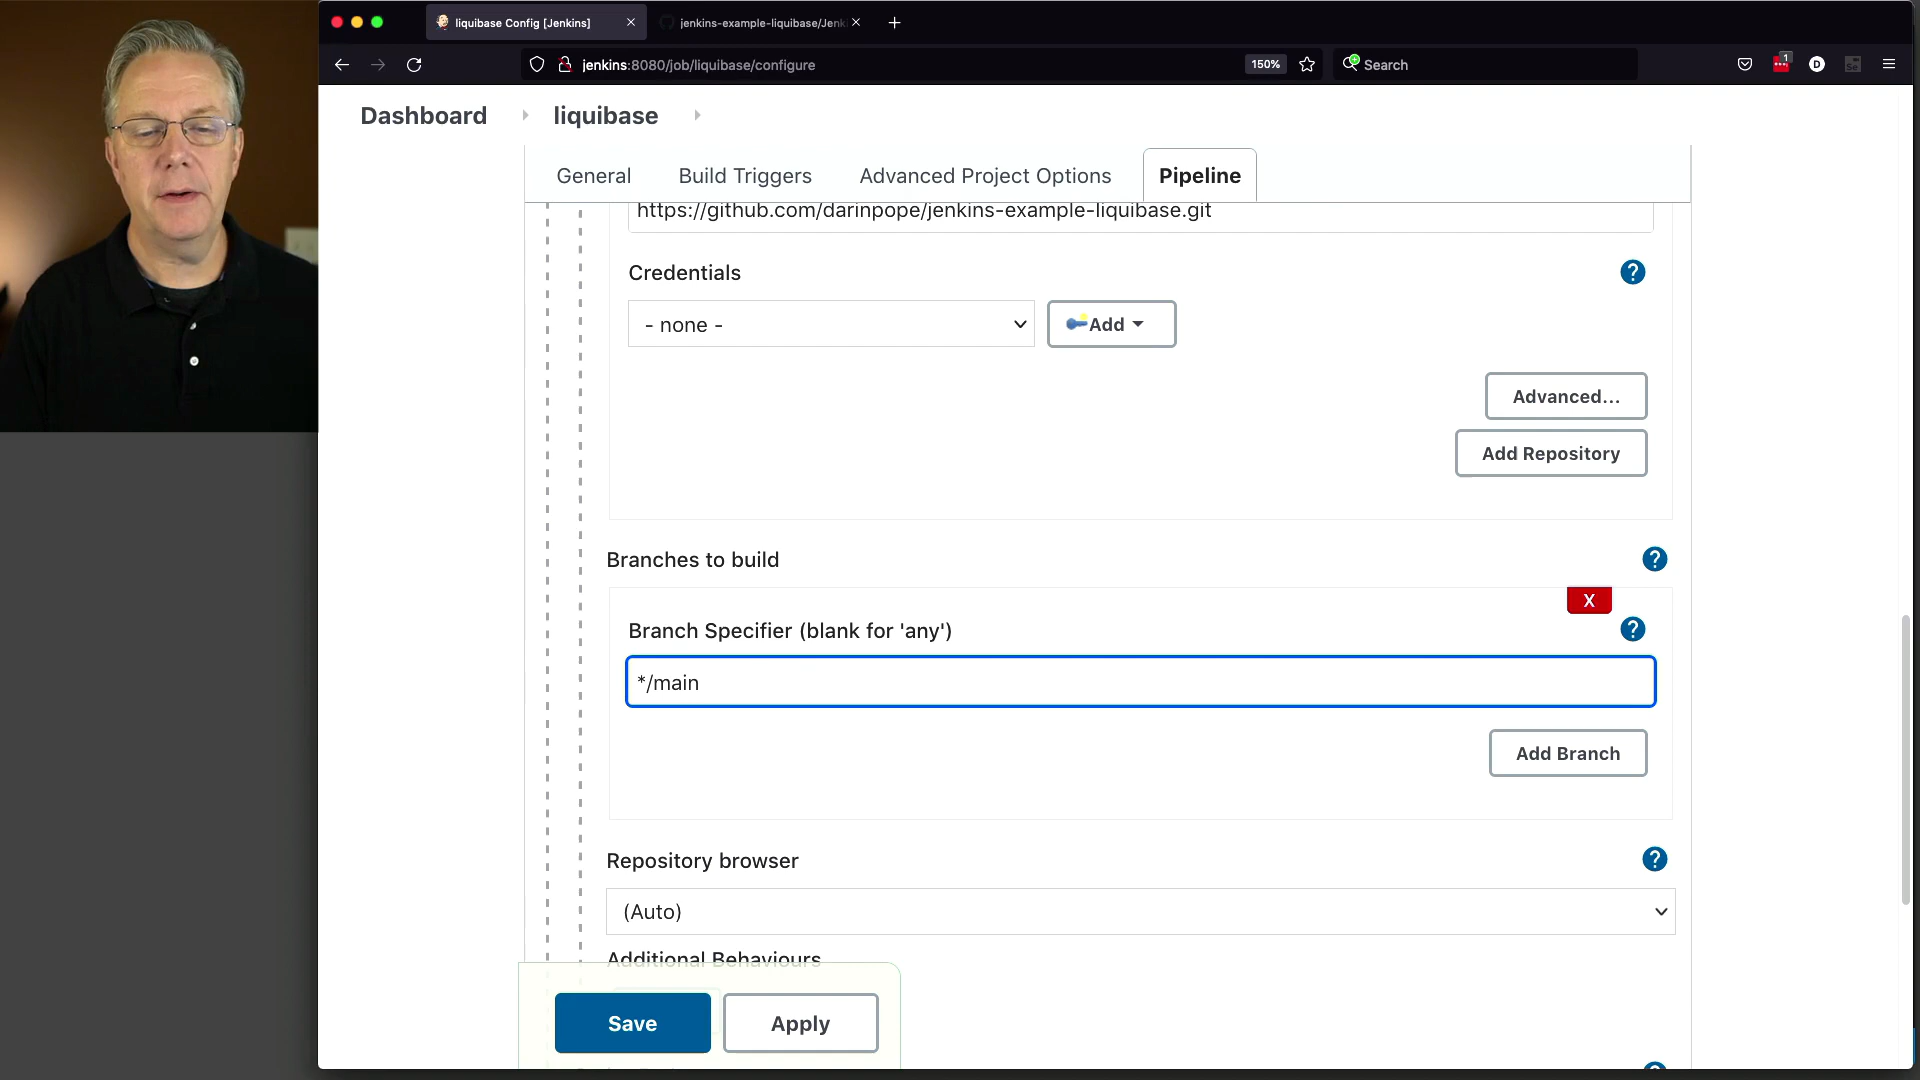 liquibase Config [Jenkins]
jenkins-example-liquibase/Jenk
jenkins:8080/job/liquibase/configure
150%
Search
1
D
Se
Dashboard
liquibase
General
Build Triggers
Advanced Project Options
Pipeline
https://github.com/darinpope/jenkins-example-liquibase.git
Credentials
?
- none -
Add
Advanced...
Add Repository
Branches to build
?
X
Branch Specifier (blank for 'any')
?
*/main
Add Branch
Repository browser
?
(Auto)
Additional Behaviours
Save
Apply